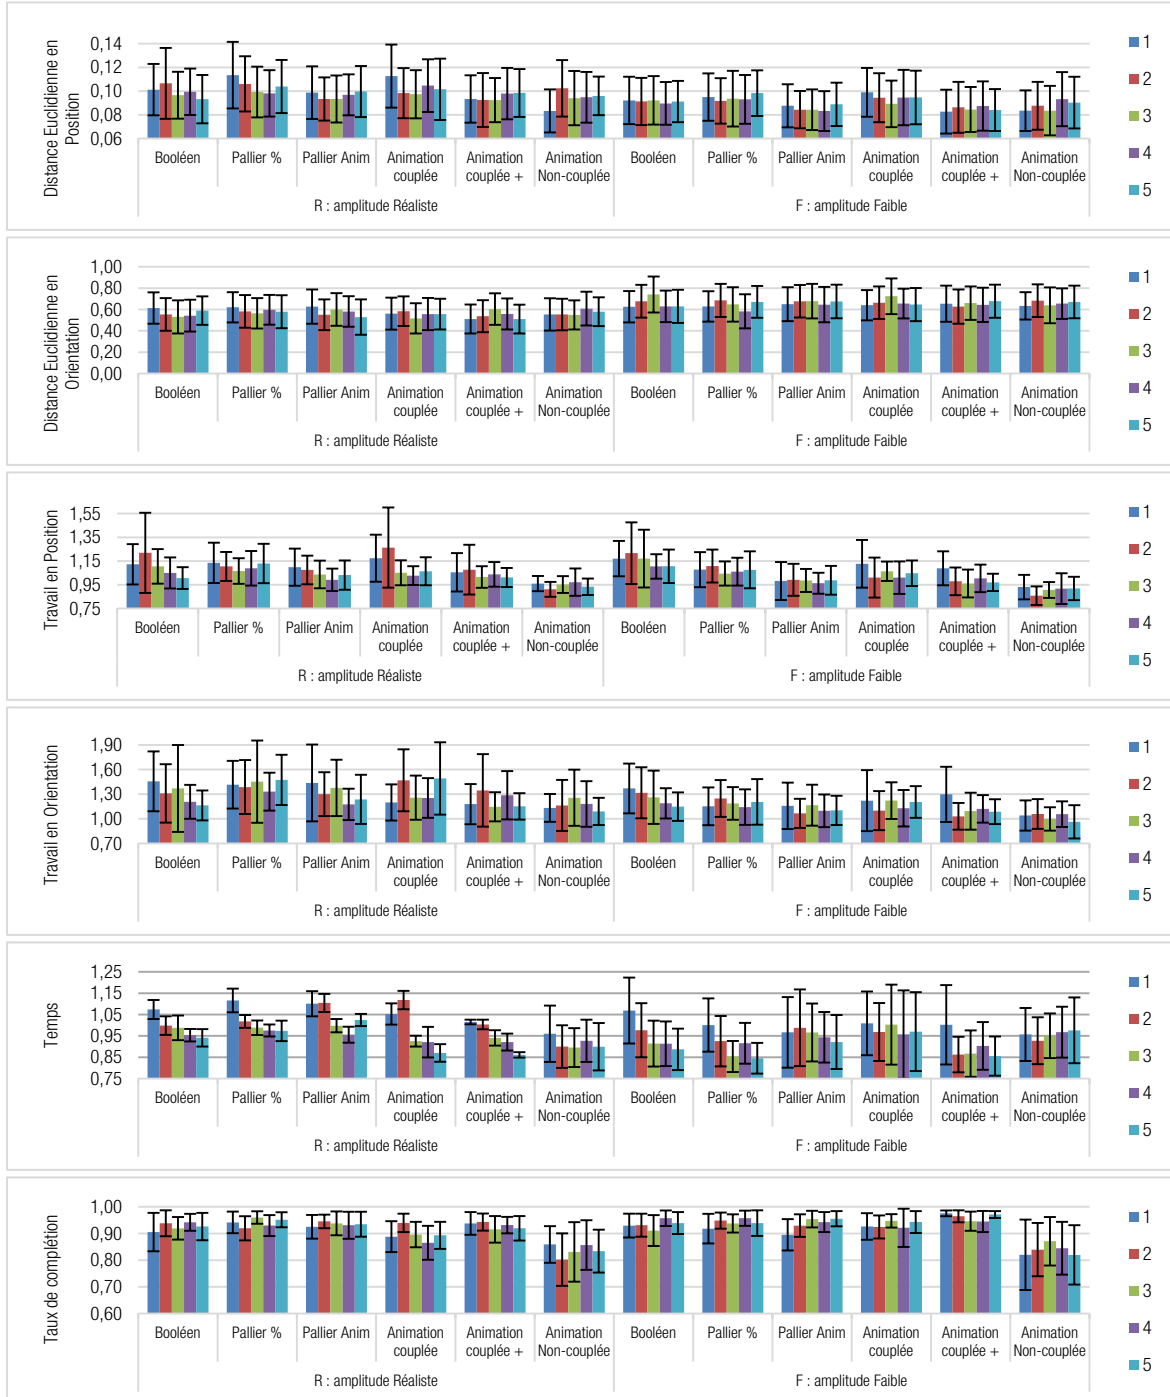 Distance Euclidienne en
Position
0,14
0,12
0,10
0,08
0,06
Booléen
Pallier %
Pallier Anim
Animation
couplée
Animation
couplée +
Animation
Non-couplée
Booléen
Pallier %
Pallier Anim
Animation
couplée
Animation
couplée +
Animation
Non-couplée
R : amplitude Réaliste
F : amplitude Faible
1
2
3
4
5
Distance Euclidienne en
Orientation
1,00
0,80
0,60
0,40
0,20
0,00
Booléen
Pallier %
Pallier Anim
Animation
couplée
Animation
couplée +
Animation
Non-couplée
Booléen
Pallier %
Pallier Anim
Animation
couplée
Animation
couplée +
Animation
Non-couplée
R : amplitude Réaliste
F : amplitude Faible
1
2
3
4
5
Travail en Position
1,55
1,35
1,15
0,95
0,75
Booléen
Pallier %
Pallier Anim
Animation
couplée
Animation
couplée +
Animation
Non-couplée
Booléen
Pallier %
Pallier Anim
Animation
couplée
Animation
couplée +
Animation
Non-couplée
R : amplitude Réaliste
F : amplitude Faible
1
2
3
4
5
Travail en Orientation
1,90
1,60
1,30
1,00
0,70
Booléen
Pallier %
Pallier Anim
Animation
couplée
Animation
couplée +
Animation
Non-couplée
Booléen
Pallier %
Pallier Anim
Animation
couplée
Animation
couplée +
Animation
Non-couplée
R : amplitude Réaliste
F : amplitude Faible
1
2
3
4
5
Temps
1,25
1,15
1,05
0,95
0,85
0,75
Booléen
Pallier %
Pallier Anim
Animation
couplée
Animation
couplée +
Animation
Non-couplée
Booléen
Pallier %
Pallier Anim
Animation
couplée
Animation
couplée +
Animation
Non-couplée
R : amplitude Réaliste
F : amplitude Faible
1
2
3
4
5
Taux de complétion
1,00
0,90
0,80
0,70
0,60
Booléen
Pallier %
Pallier Anim
Animation
couplée
Animation
couplée +
Animation
Non-couplée
Booléen
Pallier %
Pallier Anim
Animation
couplée
Animation
couplée +
Animation
Non-couplée
R : amplitude Réaliste
F : amplitude Faible
1
2
3
4
5